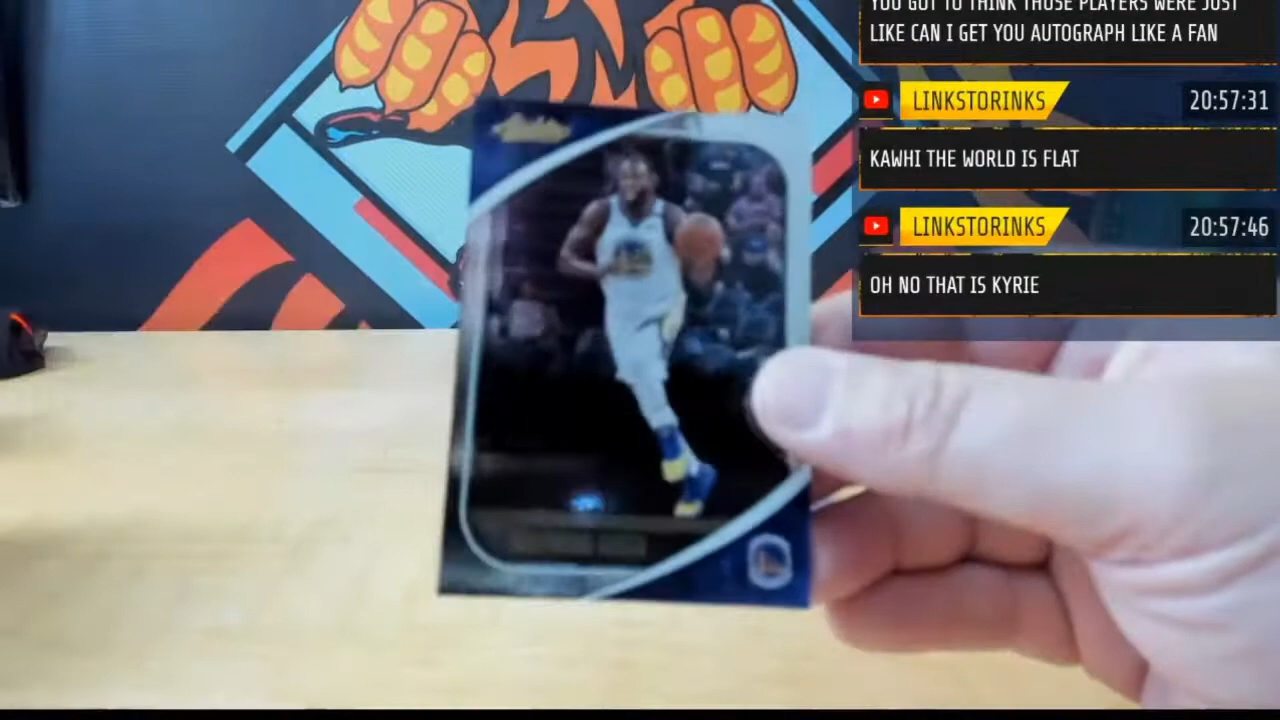 YOU GOT TO THINK THOSE PLAYERS WERE JUST
LIKE CAN I GET YOU AUTOGRAPH LIKE A FAN
LINKSTORINKS 20:57:31
KAWHI THE WORLD IS FLAT
LINKSTORINKS 20:57:46
OH NO THAT IS KYRIE